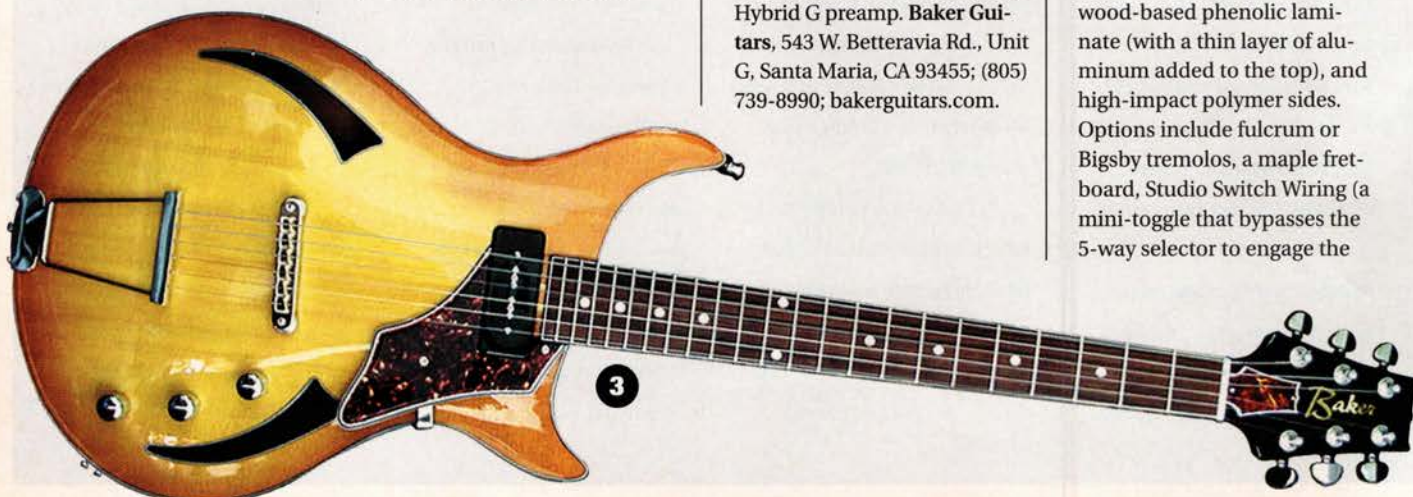 Hybrid G preamp. Baker Gui-
tars, 543 W. Betteravia Rd., Unit
G, Santa Maria, CA 93455; (805)
739-8990; bakerguitars.com.
wood-based phenolic lami-
nate (with a thin layer of alu-
minum added to the top), and
high-impact polymer sides.
Options include fulcrum or
Bigsby tremolos, a maple fret-
board, Studio Switch Wiring (a
mini-toggle that bypasses the
5-way selector to engage the
3
Baker